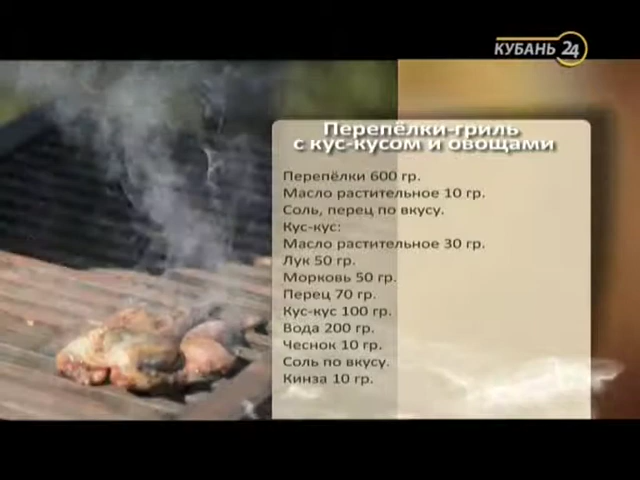 КУБАНЬ 24
Перепёлки-гриль
с кус-кусом и овощами
Перепёлки 600 гр.
Масло растительное 10 гр.
Соль, перец по вкусу.
Кус-кус:
Масло растительное 30 гр.
Лук 50 гр.
Морковь 50 гр.
Перец 70 гр.
Кус-кус 100 гр.
Вода 200 гр.
Чеснок 10 гр.
Соль по вкусу.
Кинза 10 гр.